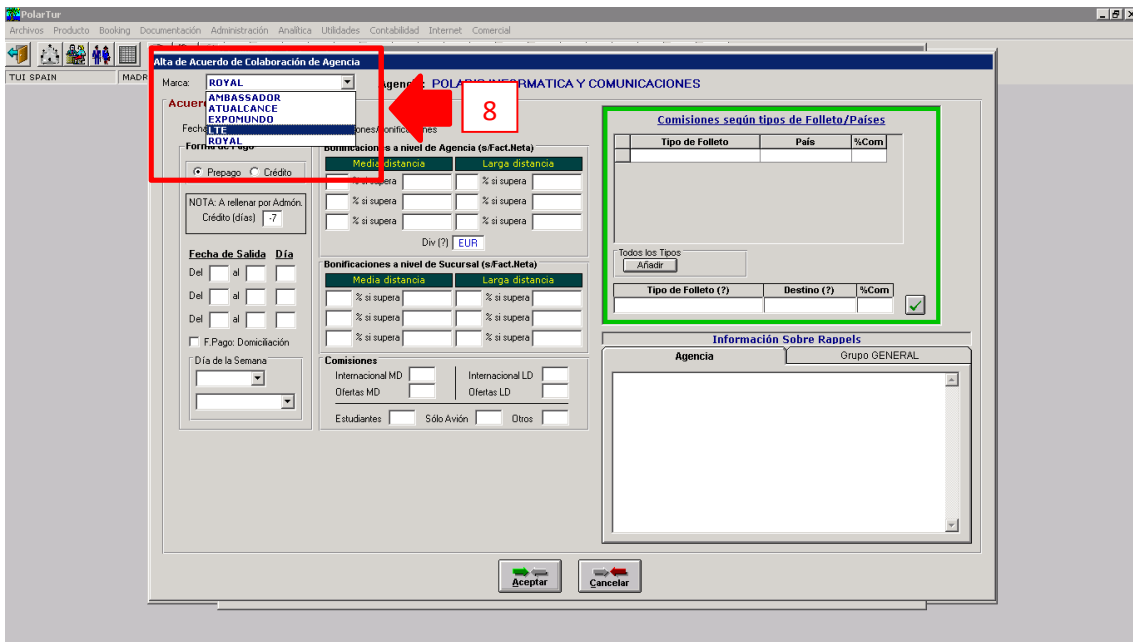 PolarTur
Archivos Producto Booking Documentación Administración Analítica Utilidades Contabilidad Internet Comercial
TUI SPAIN MADR
Alta de Acuerdo de Colaboración de Agencia
Marca: ROYAL
POLARIS INFORMATICA Y COMUNICACIONES
AMBASSADOR
ATUALCANCE
EXPOMUNDO
LTE
ROYAL
8
Forma de Pago
Prepago Crédito
NOTA: A rellenar por Admón.
Crédito (días) -7
Fecha de Salida Día
Del al
Del al
Del al
F.Pago: Domiciliación
Día de la Semana
Bonificaciones a nivel de Agencia (s/Fact.Neta)
Media distancia Larga distancia
% si supera % si supera
% si supera % si supera
% si supera % si supera
Div (?) EUR
Bonificaciones a nivel de Sucursal (s/Fact.Neta)
Media distancia Larga distancia
% si supera % si supera
% si supera % si supera
% si supera % si supera
Comisiones
Internacional MD Internacional LD
Ofertas MD Ofertas LD
Estudiantes Sólo Avión Otros
Comisiones según tipos de Folleto/Países
Tipo de Folleto País %Com
Todos los Tipos
Añadir
Tipo de Folleto (?) Destino (?) %Com
Información Sobre Rappels
Agencia Grupo GENERAL
Aceptar Cancelar